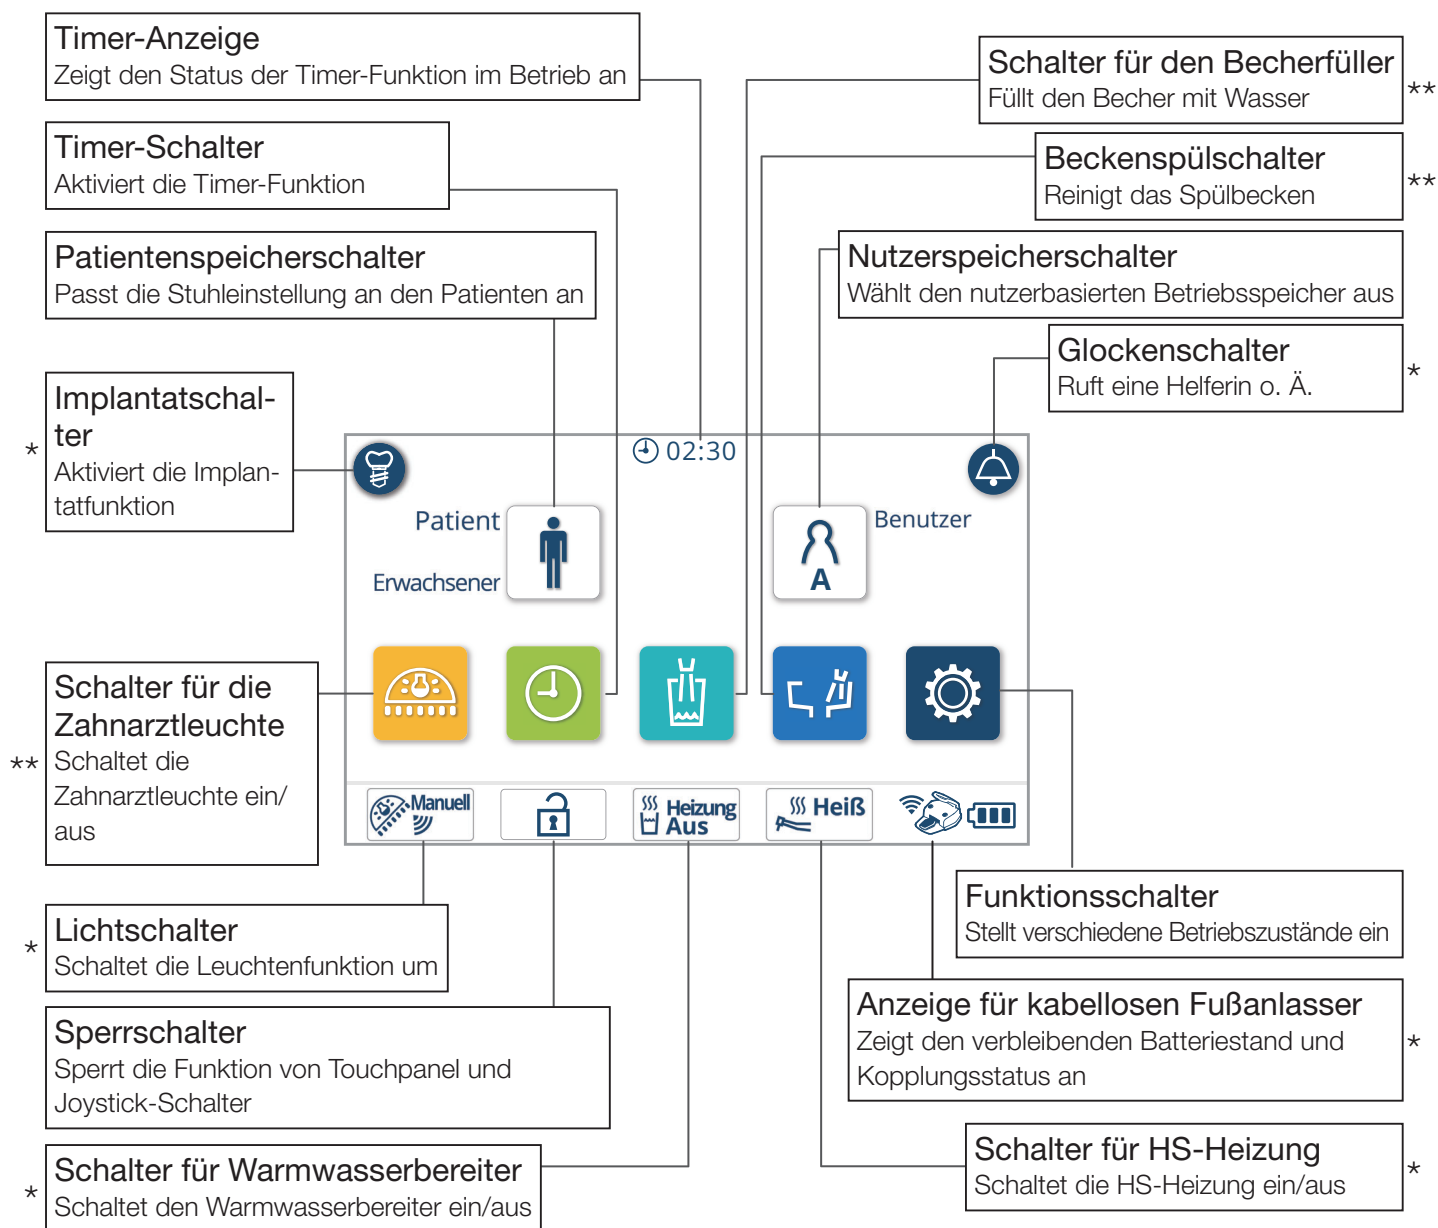 Timer-Anzeige
Zeigt den Status der Timer-Funktion im Betrieb an
Timer-Schalter
Aktiviert die Timer-Funktion
Patientenspeicherschalter
Passt die Stuhleinstellung an den Patienten an
*
Implantatschal-
ter
Aktiviert die Implan-
tatfunktion
Schalter für den Becherfüller
Füllt den Becher mit Wasser
**
Beckenspülschalter
Reinigt das Spülbecken
**
Nutzerspeicherschalter
Wählt den nutzerbasierten Betriebsspeicher aus
Glockenschalter
Ruft eine Helferin o. Ä.
*
02:30
Patient
Erwachsener
A
Benutzer
Manuell
Heizung
Aus
Heiß
**
Schalter für die
Zahnarztleuchte
Schaltet die
Zahnarztleuchte ein/
aus
*
Lichtschalter
Schaltet die Leuchtenfunktion um
Sperrschalter
Sperrt die Funktion von Touchpanel und
Joystick-Schalter
*
Schalter für Warmwasserbereiter
Schaltet den Warmwasserbereiter ein/aus
Funktionsschalter
Stellt verschiedene Betriebszustände ein
Anzeige für kabellosen Fußanlasser
Zeigt den verbleibenden Batteriestand und
Kopplungsstatus an
*
Schalter für HS-Heizung
Schaltet die HS-Heizung ein/aus
*